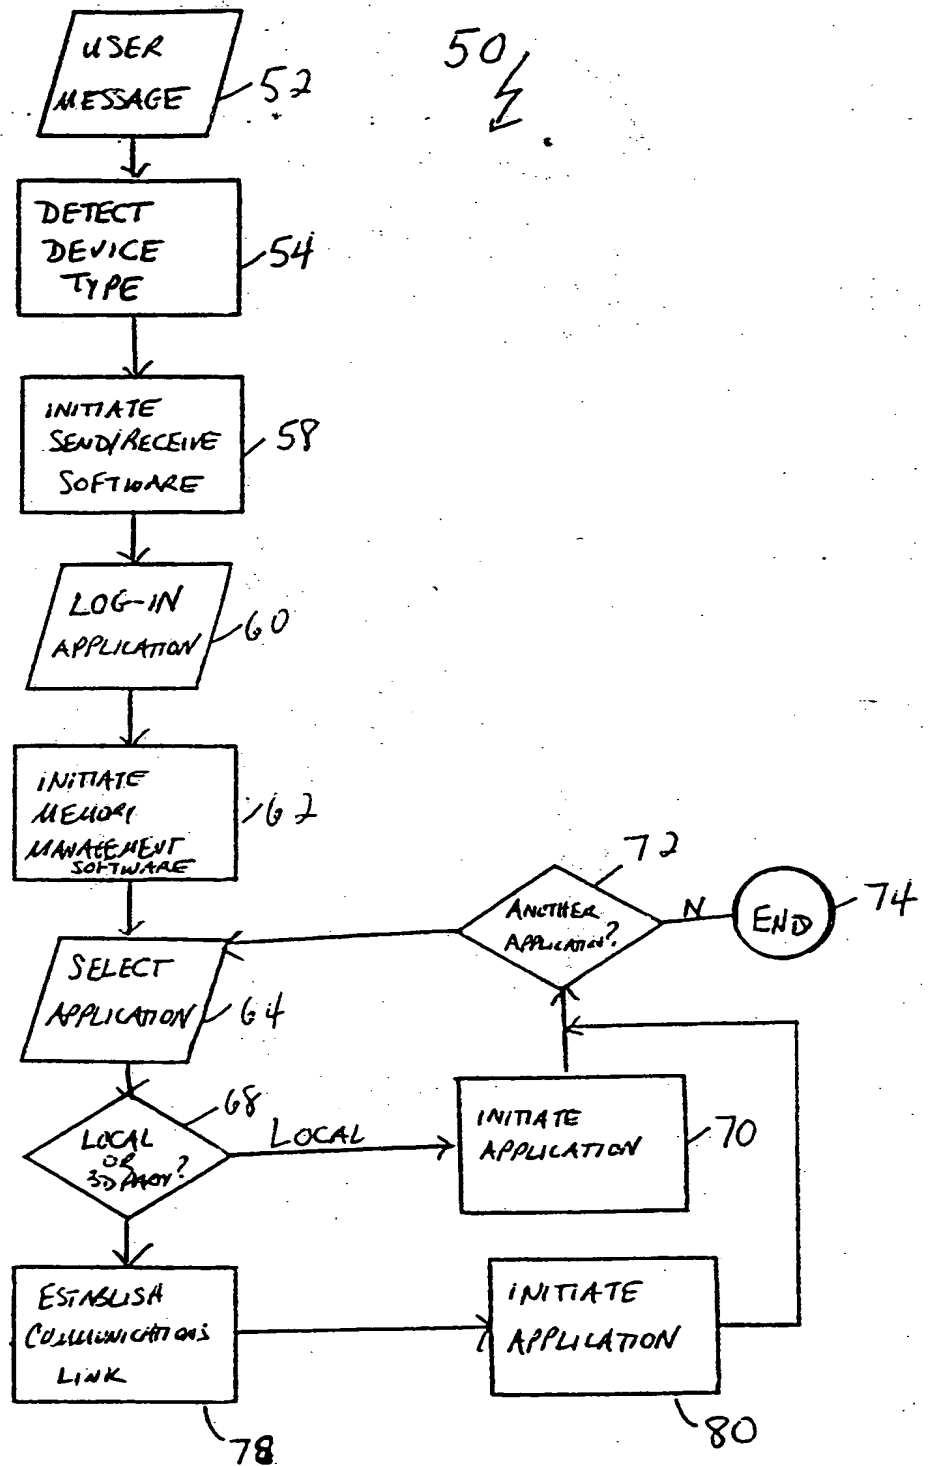 USER
MESSAGE
52
50
DETECT
DEVICE
TYPE
54
INITIATE
SEND/RECEIVE
SOFTWARE
58
LOG-IN
APPLICATION
60
INITIATE
MEMORY
MANAGEMENT
SOFTWARE
62
SELECT
APPLICATION
64
72
ANOTHER
APPLICATION?
N
END
74
68
LOCAL
OR
3D PARTY?
LOCAL
INITIATE
APPLICATION
70
ESTABLISH
COMMUNICATIONS
LINK
78
INITIATE
APPLICATION
80